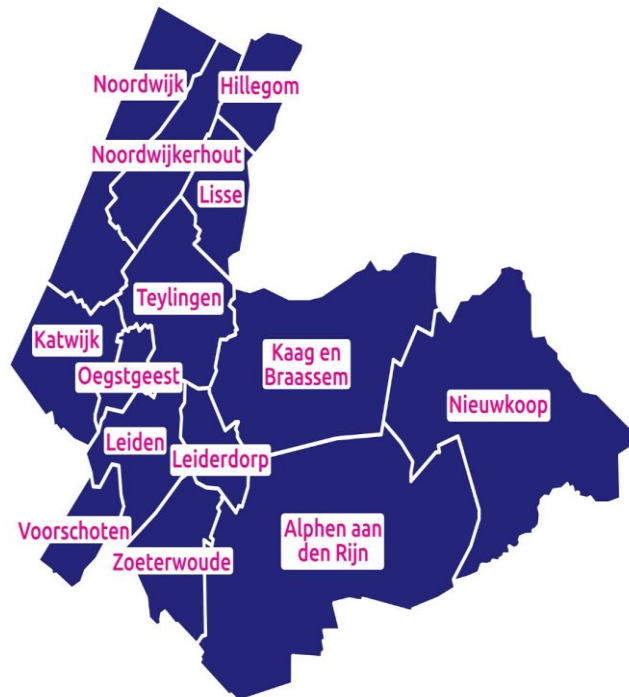 Noordwijk
Hillegom
Noordwijkerhout
Lisse
Teylingen
Katwijk
Kaag en
Braassem
Oegstgeest
Nieuwkoop
Leiden
Leiderdorp
Voorschoten
Alphen aan
den Rijn
Zoeterwoude